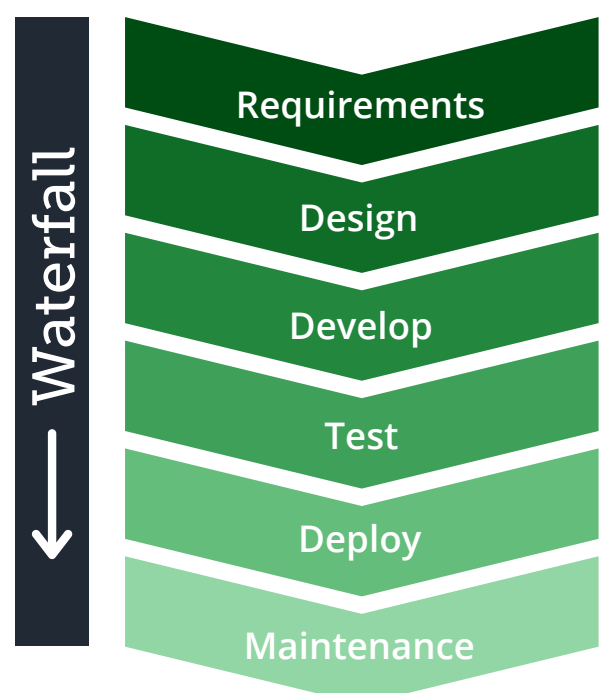 Waterfall
Requirements
Design
Develop
Test
Deploy
Maintenance